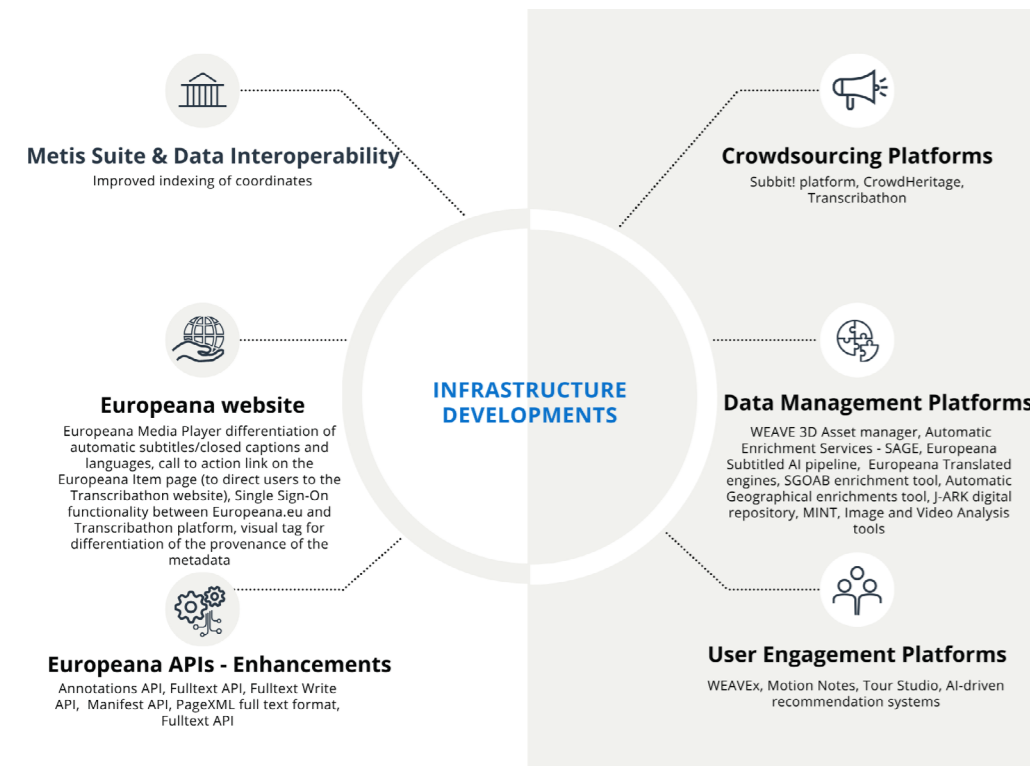 Metis Suite & Data Interoperability
Improved indexing of coordinates
Europeana website
Europeana Media Player differentiation of
automatic subtitles/closed captions and
languages, call to action link on the
Europeana Item page (to direct users to the
Transcribathon website), Single Sign-On
functionality between Europeana.eu and
Transcribathon platform, visual tag for
differentiation of the provenance of the
metadata
Europeana APIs - Enhancements
Annotations API, Fulltext API, Fulltext Write
API,  Manifest API, PageXML full text format,
Fulltext API
INFRASTRUCTURE
DEVELOPMENTS
Crowdsourcing Platforms
Subbit! platform, CrowdHeritage,
Transcribathon
Data Management Platforms
WEAVE 3D Asset manager, Automatic
Enrichment Services - SAGE, Europeana
Subtitled AI pipeline,  Europeana Translated
engines, SGOAB enrichment tool, Automatic
Geographical enrichments tool, J-ARK digital
repository, MINT, Image and Video Analysis
tools
User Engagement Platforms
WEAVEx, Motion Notes, Tour Studio, AI-driven
recommendation systems